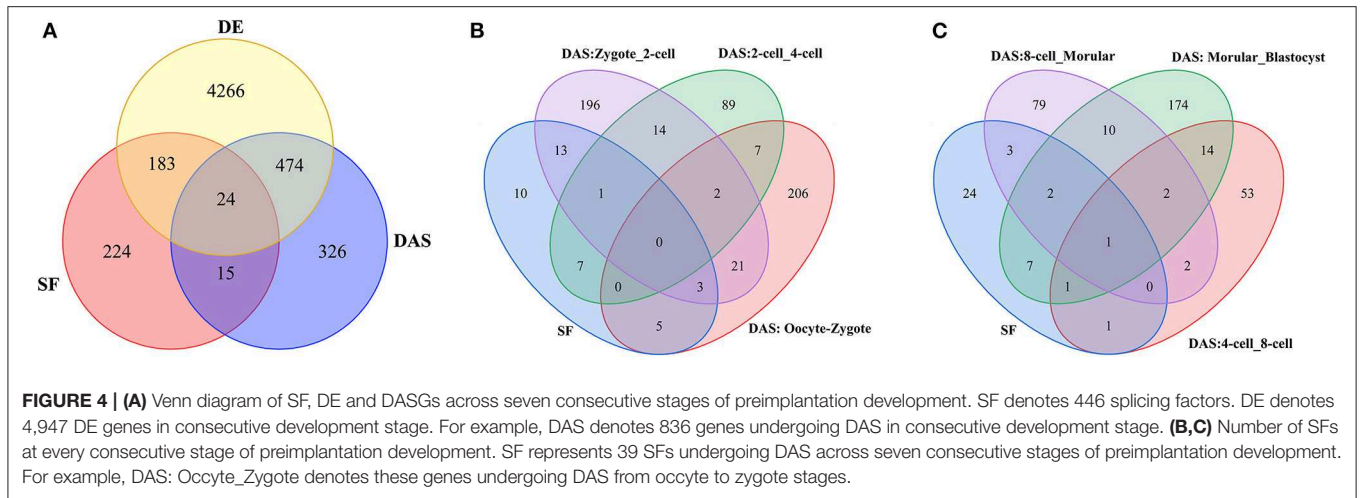 A
DE
4266
183
474
24
224
15
326
SF
DAS
B
DAS:Zygote_2-cell
DAS:2-cell_4-cell
196
89
14
13
7
10
1
2
206
0
7
21
0
3
5
SF
DAS: Oocyte-Zygote
C
DAS:8-cell_Morular
DAS: Morular_Blastocyst
79
174
10
3
14
24
2
2
53
1
7
2
1
0
1
SF
DAS:4-cell_8-cell
FIGURE 4 | (A) Venn diagram of SF, DE and DASGs across seven consecutive stages of preimplantation development. SF denotes 446 splicing factors. DE denotes
4,947 DE genes in consecutive development stage. For example, DAS denotes 836 genes undergoing DAS in consecutive development stage. (B,C) Number of SFs
at every consecutive stage of preimplantation development. SF represents 39 SFs undergoing DAS across seven consecutive stages of preimplantation development.
For example, DAS: Occyte_Zygote denotes these genes undergoing DAS from occyte to zygote stages.